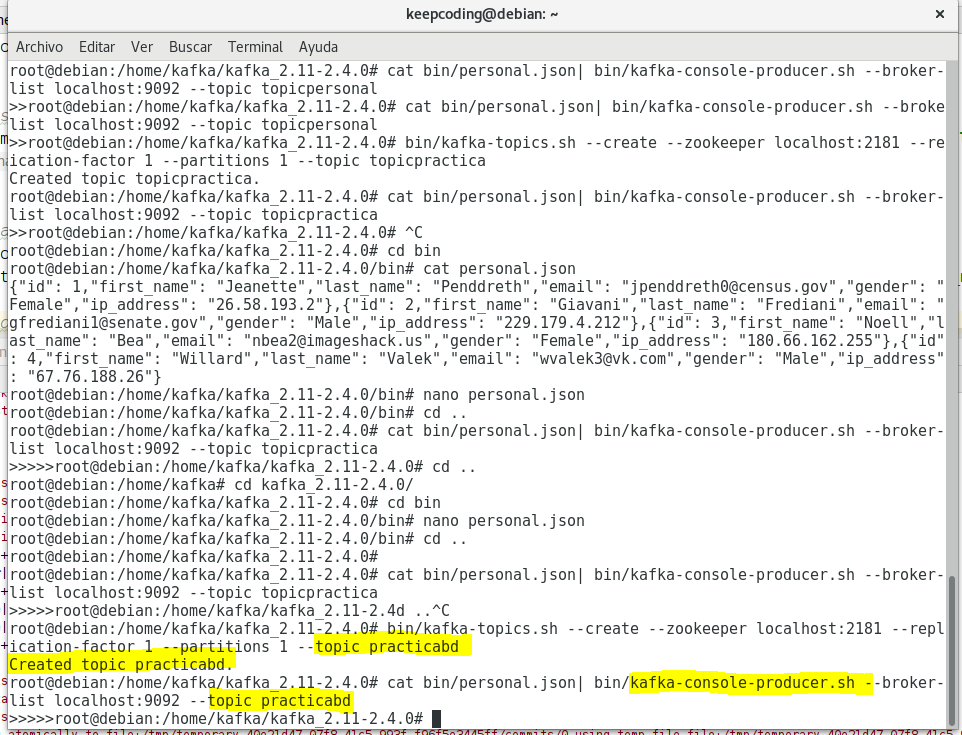 keepcoding@debian: ~
Archivo Editar Ver Buscar Terminal Ayuda
root@debian:/home/kafka/kafka_2.11-2.4.0# cat bin/personal.json| bin/kafka-console-producer.sh --broker-
list localhost:9092 --topic topicpersonal
>>root@debian:/home/kafka/kafka_2.11-2.4.0# cat bin/personal.json| bin/kafka-console-producer.sh --broke
list localhost:9092 --topic topicpersonal
>>root@debian:/home/kafka/kafka_2.11-2.4.0# bin/kafka-topics.sh --create --zookeeper localhost:2181 --re
ication-factor 1 --partitions 1 --topic topicpractica
Created topic topicpractica.
root@debian:/home/kafka/kafka_2.11-2.4.0# cat bin/personal.json| bin/kafka-console-producer.sh --broker-
list localhost:9092 --topic topicpractica
>>root@debian:/home/kafka/kafka_2.11-2.4.0# ^C
root@debian:/home/kafka/kafka_2.11-2.4.0# cd bin
root@debian:/home/kafka/kafka_2.11-2.4.0/bin# cat personal.json
{"id": 1,"first_name": "Jeanette","last_name": "Penddreth","email": "jpenddreth0@census.gov","gender": "
Female","ip_address": "26.58.193.2"},{"id": 2,"first_name": "Giavani","last_name": "Frediani","email": "
gfrediani1@senate.gov","gender": "Male","ip_address": "229.179.4.212"},{"id": 3,"first_name": "Noell","l
ast_name": "Bea","email": "nbea2@imageshack.us","gender": "Female","ip_address": "180.66.162.255"},{"id"
: 4,"first_name": "Willard","last_name": "Valek","email": "wvalek3@vk.com","gender": "Male","ip_address"
: "67.76.188.26"}
root@debian:/home/kafka/kafka_2.11-2.4.0/bin# nano personal.json
root@debian:/home/kafka/kafka_2.11-2.4.0/bin# cd ..
root@debian:/home/kafka/kafka_2.11-2.4.0# cat bin/personal.json| bin/kafka-console-producer.sh --broker-
list localhost:9092 --topic topicpractica
>>>>>root@debian:/home/kafka/kafka_2.11-2.4.0# cd ..
root@debian:/home/kafka# cd kafka_2.11-2.4.0/
root@debian:/home/kafka/kafka_2.11-2.4.0# cd bin
root@debian:/home/kafka/kafka_2.11-2.4.0/bin# nano personal.json
root@debian:/home/kafka/kafka_2.11-2.4.0/bin# cd ..
root@debian:/home/kafka/kafka_2.11-2.4.0#
root@debian:/home/kafka/kafka_2.11-2.4.0# cat bin/personal.json| bin/kafka-console-producer.sh --broker-
list localhost:9092 --topic topicpractica
>>>>>root@debian:/home/kafka/kafka_2.11-2.4d ..^C
root@debian:/home/kafka/kafka_2.11-2.4.0# bin/kafka-topics.sh --create --zookeeper localhost:2181 --repl
ication-factor 1 --partitions 1 --topic practicabd
Created topic practicabd.
root@debian:/home/kafka/kafka_2.11-2.4.0# cat bin/personal.json| bin/kafka-console-producer.sh --broker-
list localhost:9092 --topic practicabd
>>>>>root@debian:/home/kafka/kafka_2.11-2.4.0#